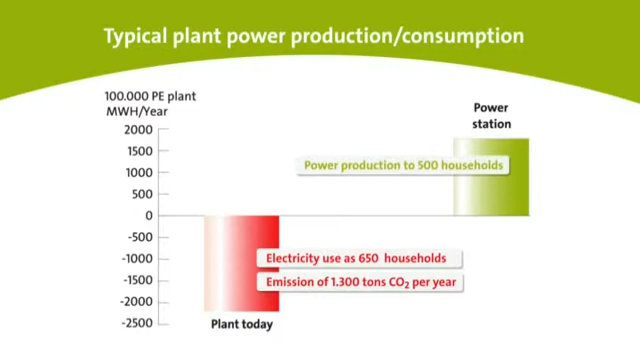 Typical plant power production/consumption
100.000 PE plant
MWH/Year
2000
1500
1000
500
0
-500
-1000
-1500
-2000
-2500
Power
station
Power production to 500 households
Electricity use as 650 households
Emission of 1.300 tons CO₂ per year
Plant today